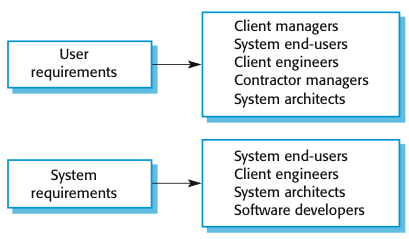 User
requirements
Client managers
System end-users
Client engineers
Contractor managers
System architects
System
requirements
System end-users
Client engineers
System architects
Software developers